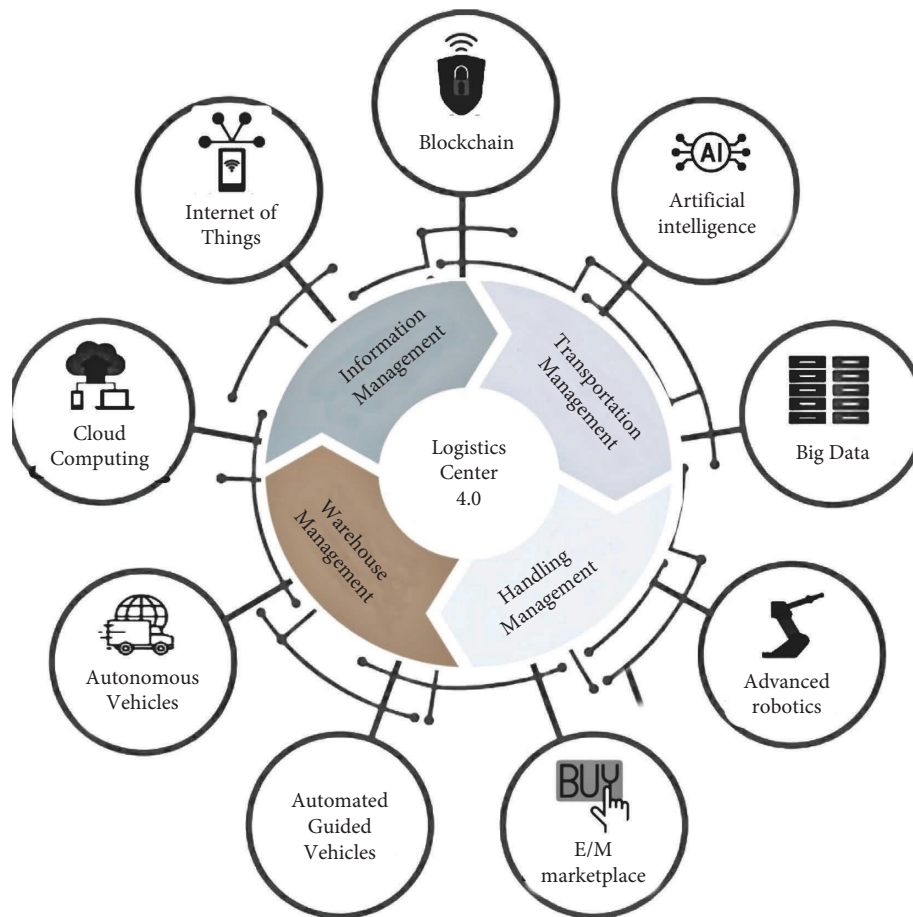 Blockchain
Internet of
Things
AI
Artificial
intelligence
Information
Management
Transportation
Management
Cloud
Computing
Logistics
Center
4.0
Big Data
Warehouse
Management
Handling
Management
Autonomous
Vehicles
Advanced
robotics
Automated
Guided
Vehicles
BUY
E/M
marketplace